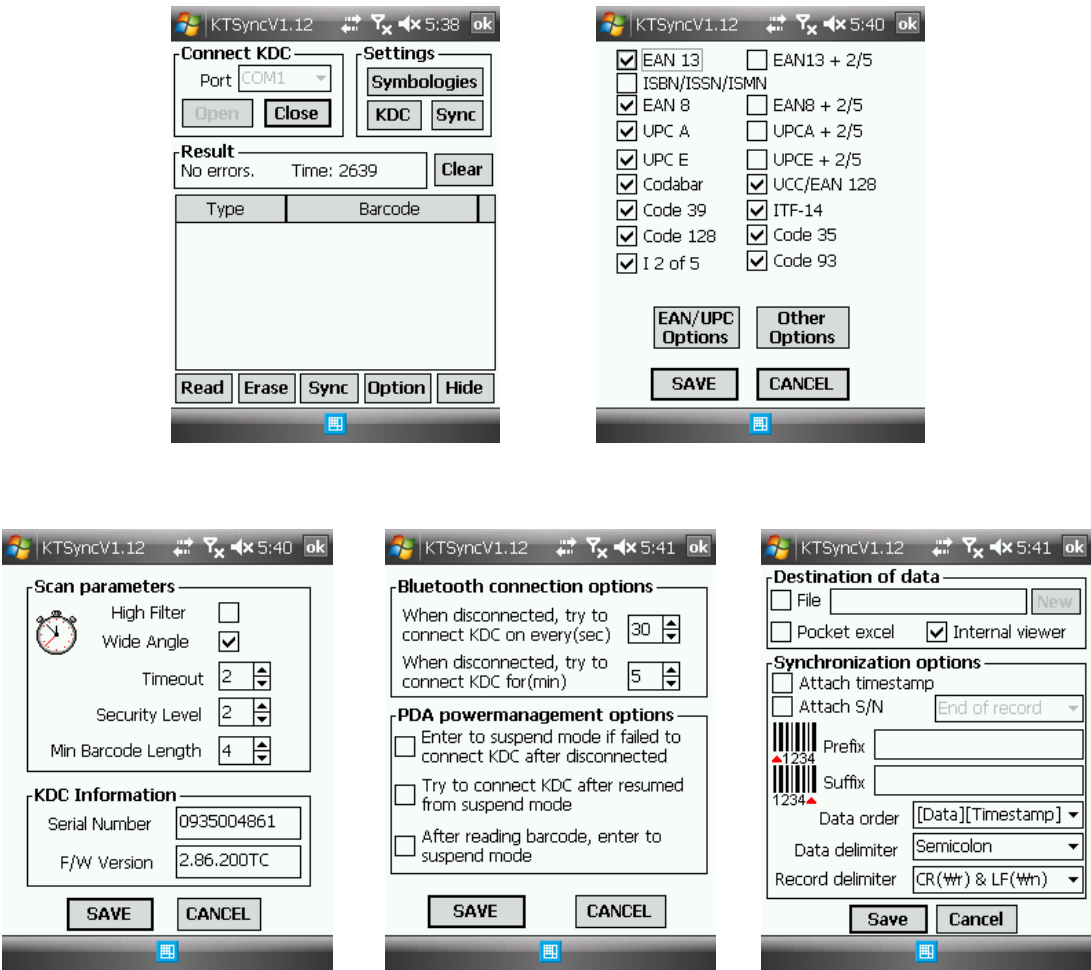 KTSyncV1.12 5:38 ok
Connect KDC
Port COM1
Open Close
Settings
Symbologies
KDC Sync
Result
No errors. Time: 2639
Clear
Type Barcode
Read Erase Sync Option Hide
KTSyncV1.12 5:40 ok
EAN 13 EAN13 + 2/5
ISBN/ISSN/ISMN
EAN 8 EAN8 + 2/5
UPC A UPCA + 2/5
UPC E UPCE + 2/5
Codabar UCC/EAN 128
Code 39 ITF-14
Code 128 Code 35
I 2 of 5 Code 93
EAN/UPC Options
Other Options
SAVE CANCEL
KTSyncV1.12 5:40 ok
Scan parameters
High Filter
Wide Angle
Timeout 2
Security Level 2
Min Barcode Length 4
KDC Information
Serial Number 0935004861
F/W Version 2.86.200TC
SAVE CANCEL
KTSyncV1.12 5:41 ok
Bluetooth connection options
When disconnected, try to
connect KDC on every(sec) 30
When disconnected, try to
connect KDC for(min) 5
PDA powermanagement options
Enter to suspend mode if failed to
connect KDC after disconnected
Try to connect KDC after resumed
from suspend mode
After reading barcode, enter to
suspend mode
SAVE CANCEL
KTSyncV1.12 5:41 ok
Destination of data
File New
Pocket excel Internal viewer
Synchronization options
Attach timestamp
Attach S/N End of record
1234 Prefix
1234 Suffix
Data order [Data][Timestamp]
Data delimiter Semicolon
Record delimiter CR(₩r) & LF(₩n)
Save Cancel